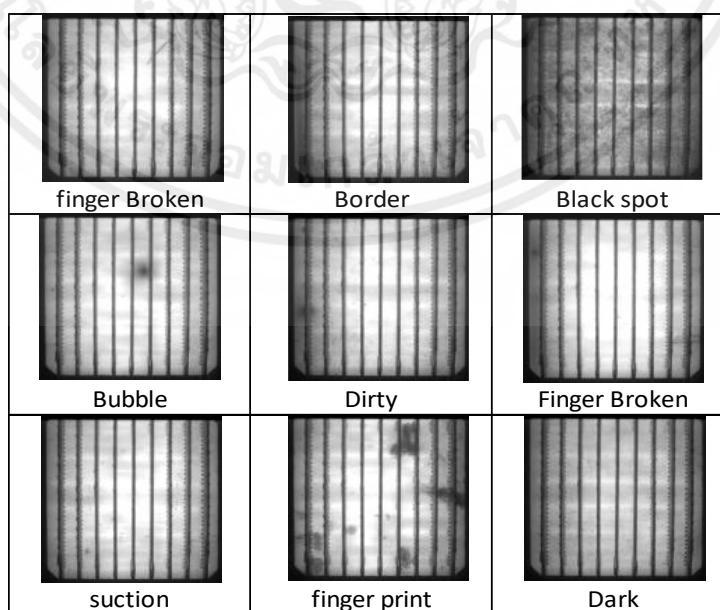 finger Broken
Border
Black spot
Bubble
Dirty
Finger Broken
suction
finger print
Dark